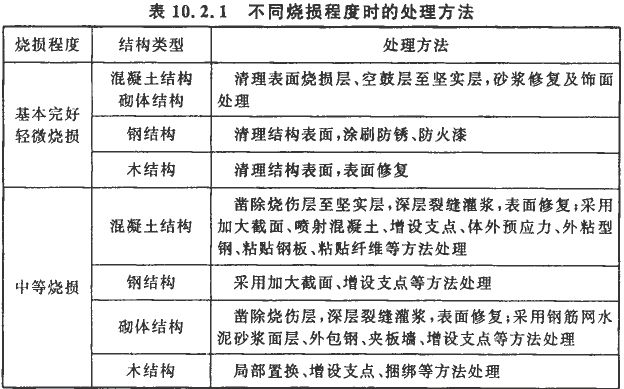 表 10.2.1 不同烧损程度时的处理方法
烧损程度 结构类型 处理方法
基本完好
轻微烧损
混凝土结构
砌体结构
清理表面烧损层、空鼓层至坚实层,砂浆修复及饰面
处理
钢结构
清理结构表面,涂刷防锈、防火漆
木结构
清理结构表面,表面修复
中等烧损
混凝土结构
凿除烧伤层至坚实层,深层裂缝灌浆,表面修复;采用
加大截面、喷射混凝土、增设支点、体外预应力、外粘型
钢、粘贴钢板、粘贴纤维等方法处理
钢结构
采用加大截面、增设支点等方法处理
砌体结构
凿除烧伤层,深层裂缝灌浆,表面修复;采用钢筋网水
泥砂浆面层、外包钢、夹板墙、增设支点等方法处理
木结构
局部置换、增设支点、捆绑等方法处理